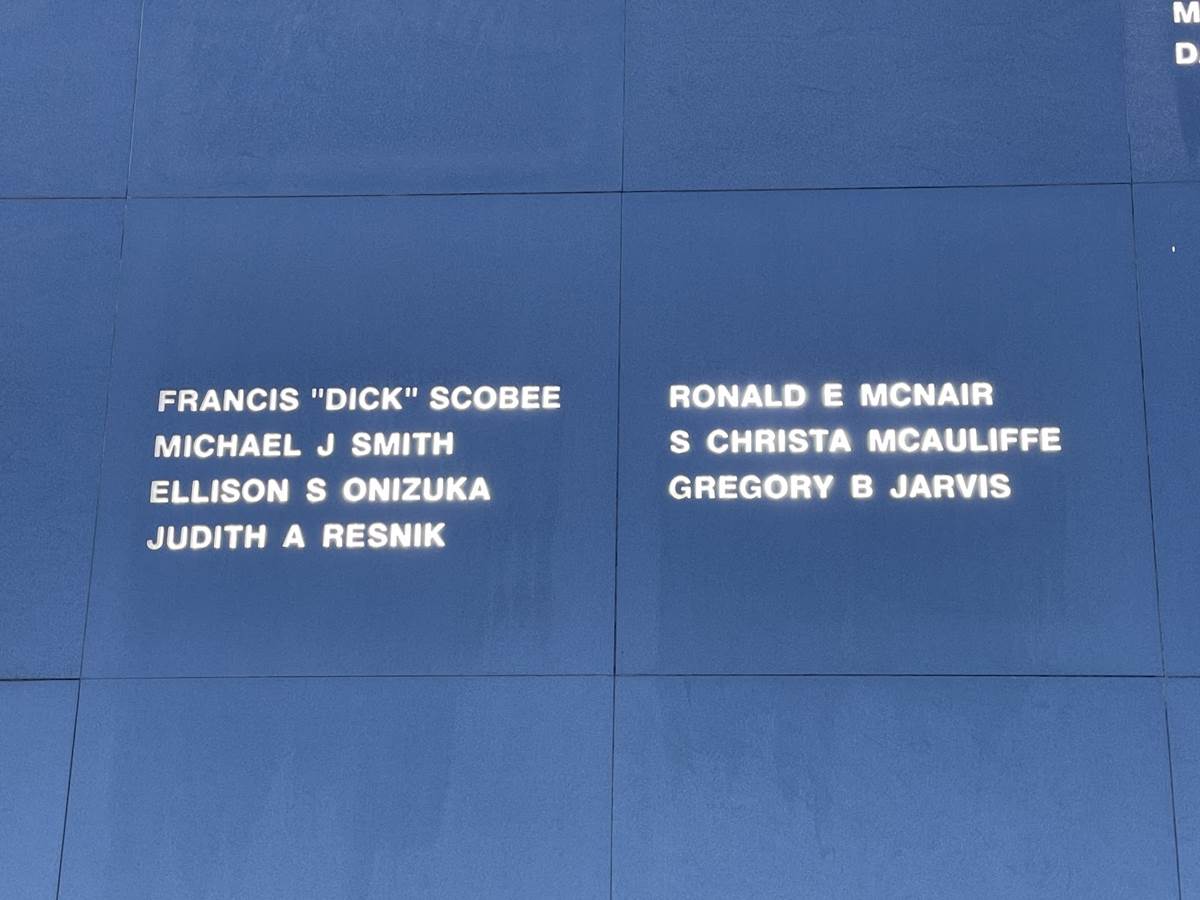 FRANCIS "DICK" SCOBEE
MICHAEL J SMITH
ELLISON S ONIZUKA
JUDITH A RESNIK
RONALD E MCNAIR
S CHRISTA MCAULIFFE
GREGORY B JARVIS